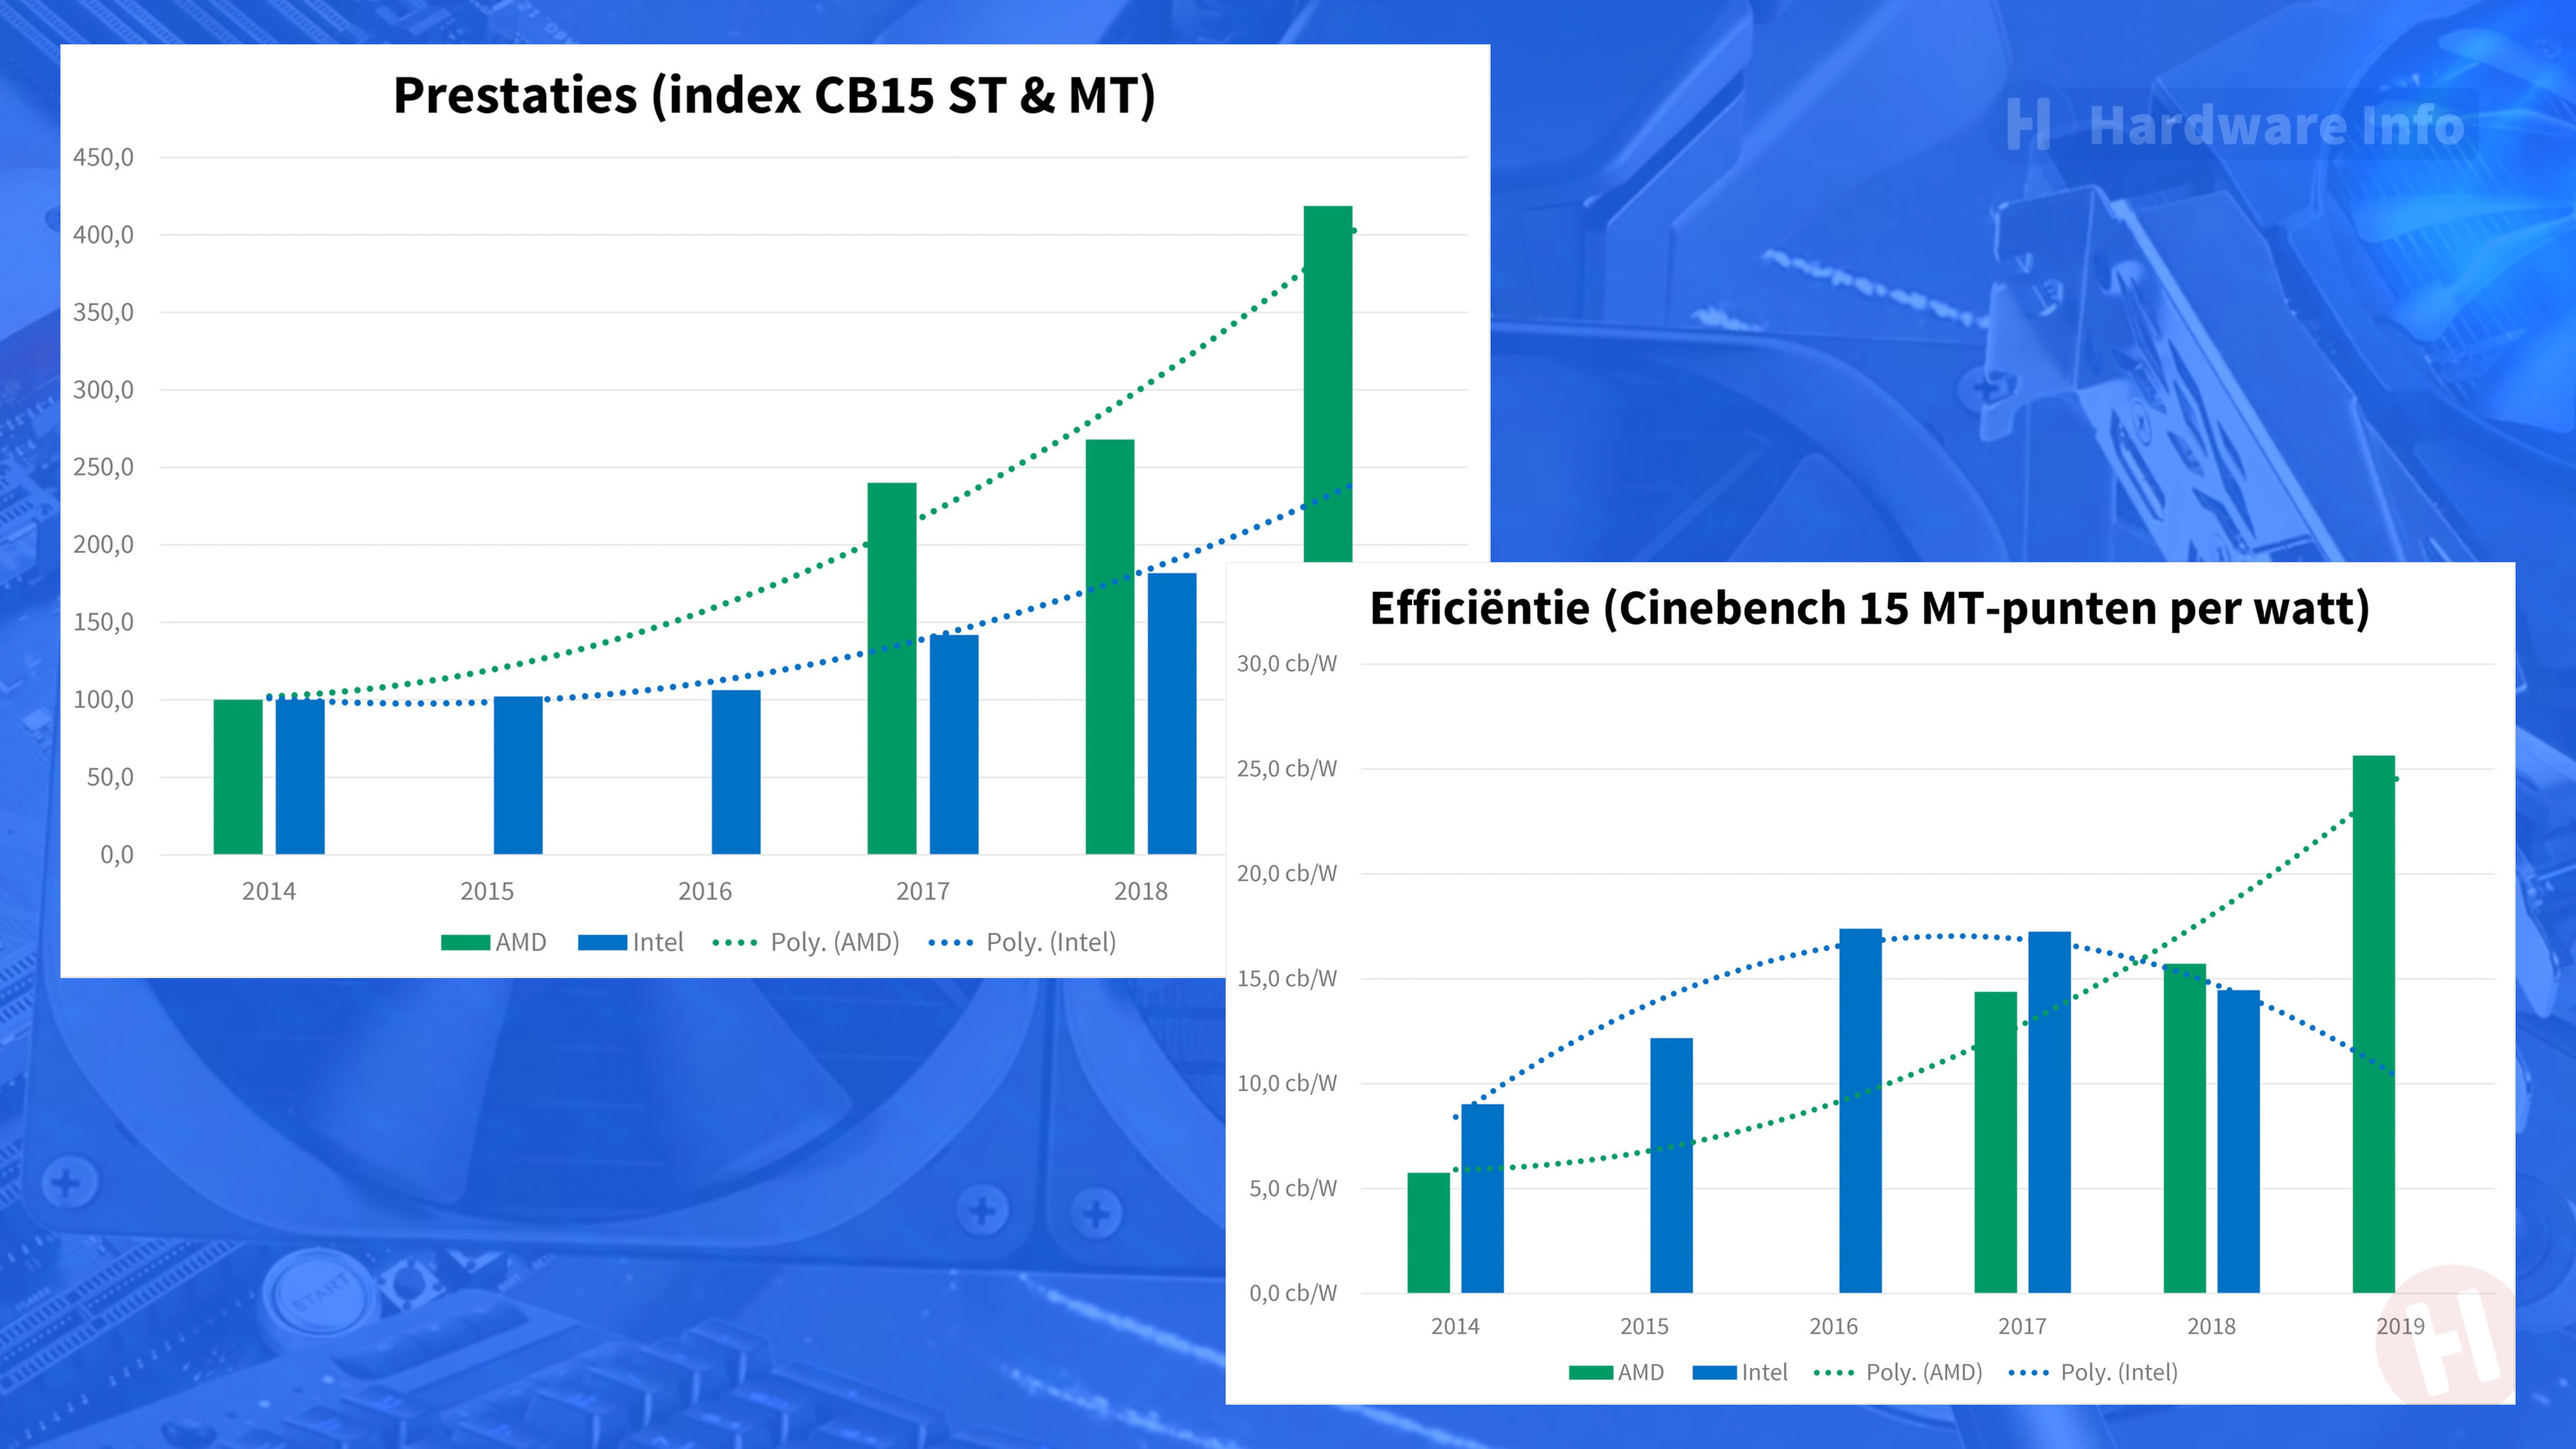 Hardware Info
Prestaties (index CB15 ST & MT)
450,0
400,0
350,0
300,0
250,0
200,0
150,0
100,0
50,0
0,0
2014 2015 2016 2017 2018
AMD Intel Poly. (AMD) Poly. (Intel)
Efficiëntie (Cinebench 15 MT-punten per watt)
30,0 cb/W
25,0 cb/W
20,0 cb/W
15,0 cb/W
10,0 cb/W
5,0 cb/W
0,0 cb/W
2014 2015 2016 2017 2018 2019
AMD Intel Poly. (AMD) Poly. (Intel)
START